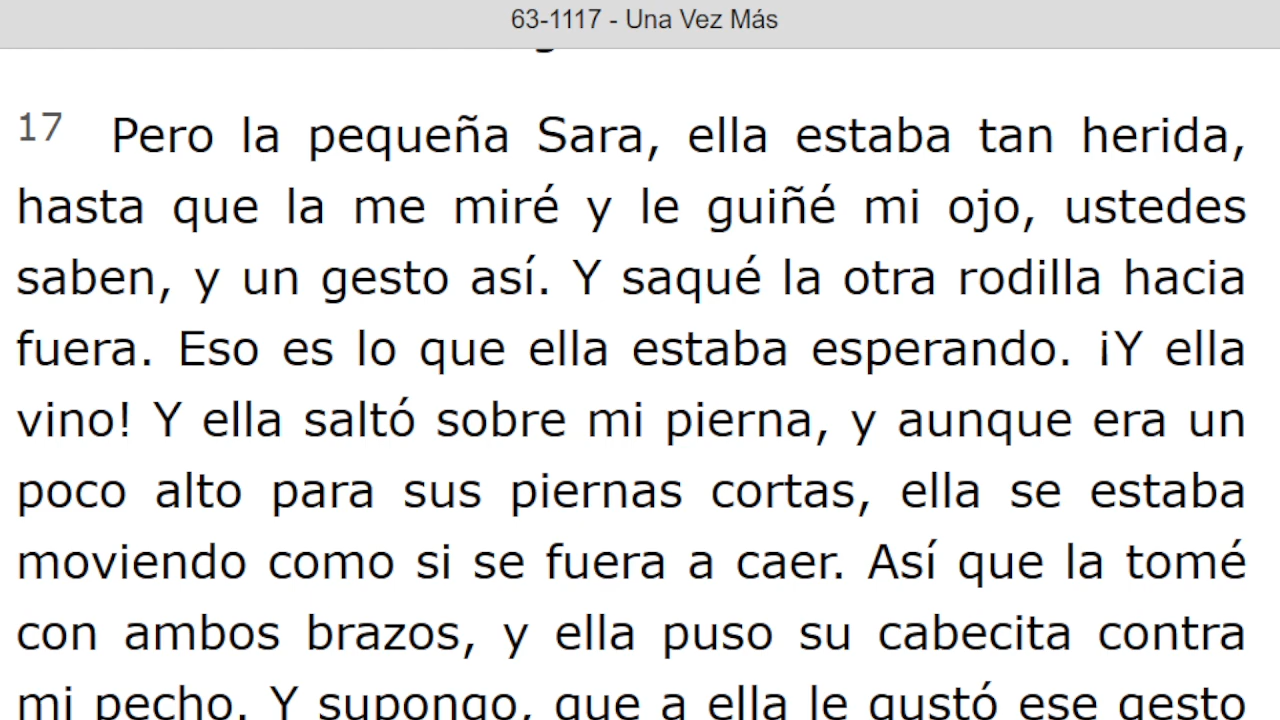 63-1117 - Una Vez Más
17 Pero la pequeña Sara, ella estaba tan herida,
hasta que la me miré y le guiñé mi ojo, ustedes
saben, y un gesto así. Y saqué la otra rodilla hacia
fuera. Eso es lo que ella estaba esperando. ¡Y ella
vino! Y ella saltó sobre mi pierna, y aunque era un
poco alto para sus piernas cortas, ella se estaba
moviendo como si se fuera a caer. Así que la tomé
con ambos brazos, y ella puso su cabecita contra
mi pecho. Y supongo, que a ella le gustó ese gesto